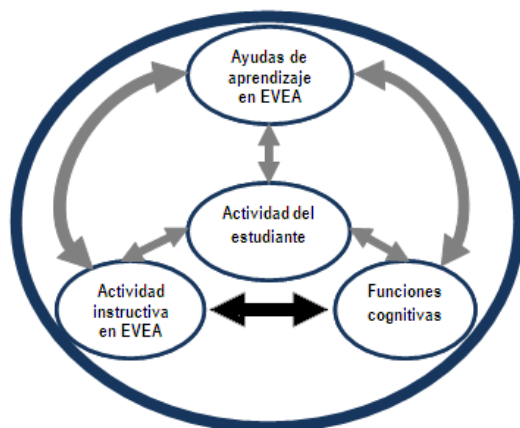 Ayudas de
aprendizaje
en EVEA
Actividad del
estudiante
Actividad
instructiva
en EVEA
Funciones
cognitivas